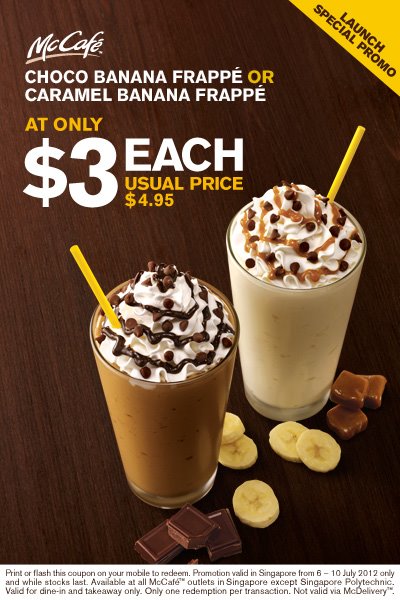 McCafé™
LAUNCH
SPECIAL PROMO
CHOCO BANANA FRAPPÉ OR
CARAMEL BANANA FRAPPÉ
AT ONLY
$3 EACH
USUAL PRICE
$4.95
Print or flash this coupon on your mobile to redeem. Promotion valid in Singapore from 6 – 10 July 2012 only
and while stocks last. Available at all McCafé™ outlets in Singapore except Singapore Polytechnic.
Valid for dine-in and takeaway only. Only one redemption per transaction. Not valid via McDelivery™.